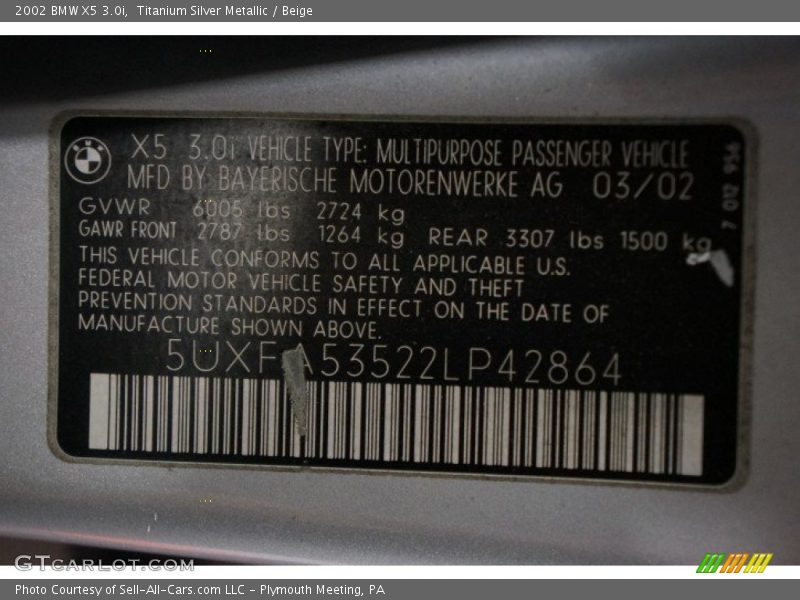 2002 BMW X5 3.0i,  Titanium Silver Metallic / Beige
X5 3.0i VEHICLE TYPE: MULTIPURPOSE PASSENGER VEHICLE
MFD BY BAYERISCHE MOTORENWERKE AG 03/02
GVWR 6005 lbs 2724 kg
GAWR FRONT 2787 lbs 1264 kg REAR 3307 lbs 1500 kg
THIS VEHICLE CONFORMS TO ALL APPLICABLE U.S.
FEDERAL MOTOR VEHICLE SAFETY AND THEFT
PREVENTION STANDARDS IN EFFECT ON THE DATE OF
MANUFACTURE SHOWN ABOVE.
5UXFA53522LP42864
7 012 956
GTCARLOT.COM
Photo Courtesy of Sell-All-Cars.com LLC - Plymouth Meeting, PA